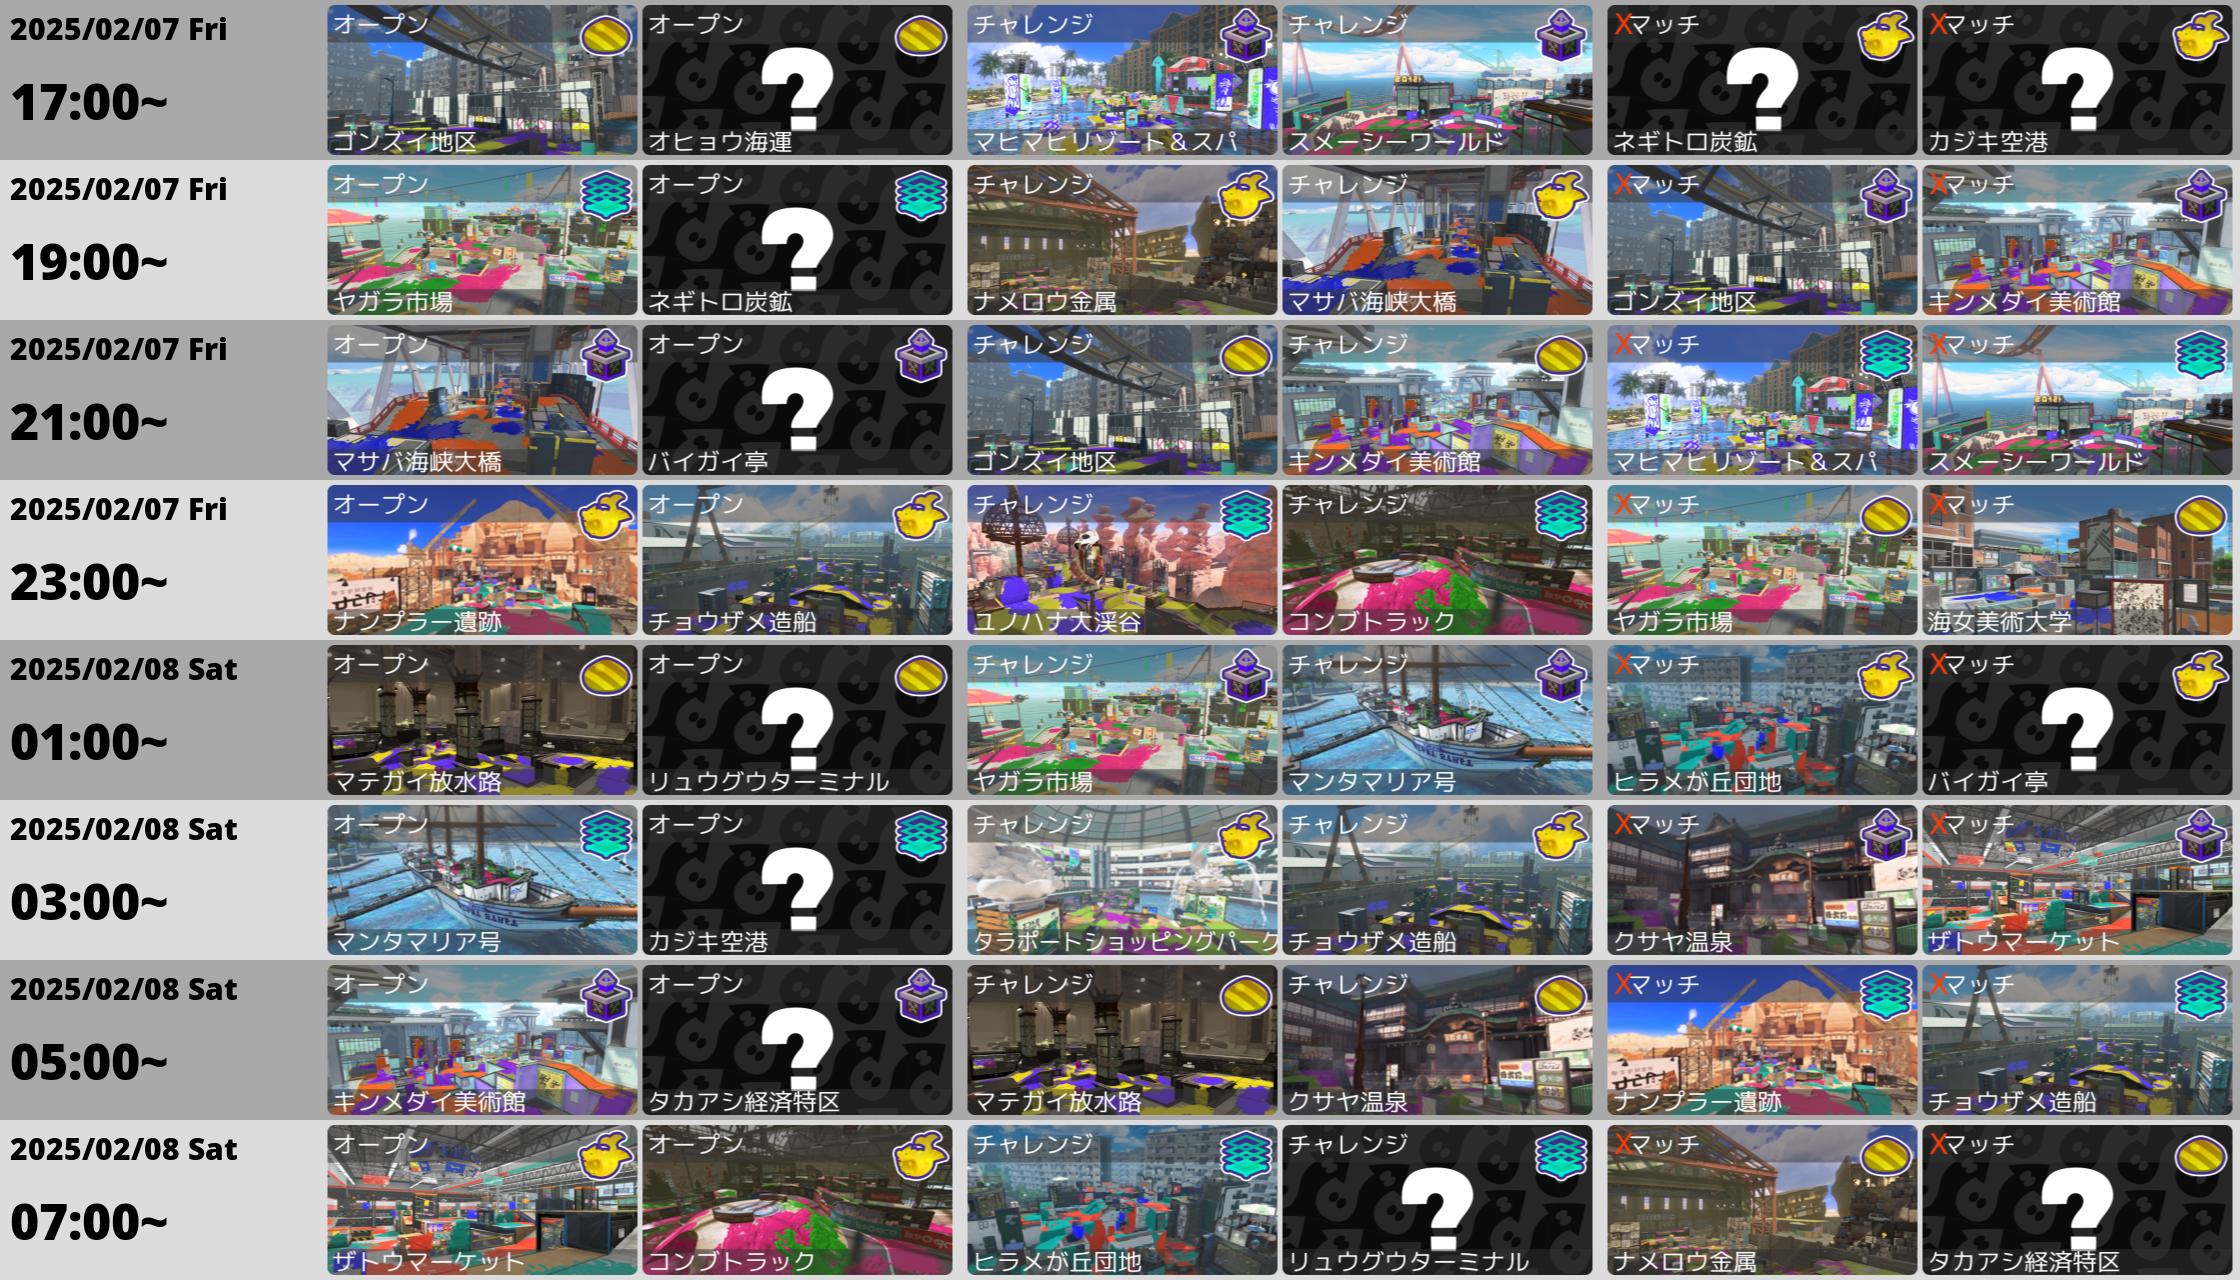 2025/02/07 Fri
17:00~
オープン
ゴンズイ地区
オープン
オヒョウ海運
チャレンジ
マヒマヒリゾート＆スパ
チャレンジ
スメーシーワールド
Xマッチ
ネギトロ炭鉱
Xマッチ
カジキ空港
2025/02/07 Fri
19:00~
オープン
ヤガラ市場
オープン
ネギトロ炭鉱
チャレンジ
ナメロウ金属
チャレンジ
マサバ海峡大橋
Xマッチ
ゴンズイ地区
Xマッチ
キンメダイ美術館
2025/02/07 Fri
21:00~
オープン
マサバ海峡大橋
オープン
バイガイ亭
チャレンジ
ゴンズイ地区
チャレンジ
キンメダイ美術館
Xマッチ
マヒマヒリゾート＆スパ
Xマッチ
スメーシーワールド
2025/02/07 Fri
23:00~
オープン
ナンプラー遺跡
オープン
チョウザメ造船
チャレンジ
ユノハナ大渓谷
チャレンジ
コンブトラック
Xマッチ
ヤガラ市場
Xマッチ
海女美術大学
2025/02/08 Sat
01:00~
オープン
マテガイ放水路
オープン
リュウグウターミナル
チャレンジ
ヤガラ市場
チャレンジ
マンタマリア号
Xマッチ
ヒラメが丘団地
Xマッチ
バイガイ亭
2025/02/08 Sat
03:00~
オープン
マンタマリア号
オープン
カジキ空港
チャレンジ
タラポートショッピングパーク
チャレンジ
チョウザメ造船
Xマッチ
クサヤ温泉
Xマッチ
ザトウマーケット
2025/02/08 Sat
05:00~
オープン
キンメダイ美術館
オープン
タカアシ経済特区
チャレンジ
マテガイ放水路
チャレンジ
クサヤ温泉
Xマッチ
ナンプラー遺跡
Xマッチ
チョウザメ造船
2025/02/08 Sat
07:00~
オープン
ザトウマーケット
オープン
コンブトラック
チャレンジ
ヒラメが丘団地
チャレンジ
リュウグウターミナル
Xマッチ
ナメロウ金属
Xマッチ
タカアシ経済特区